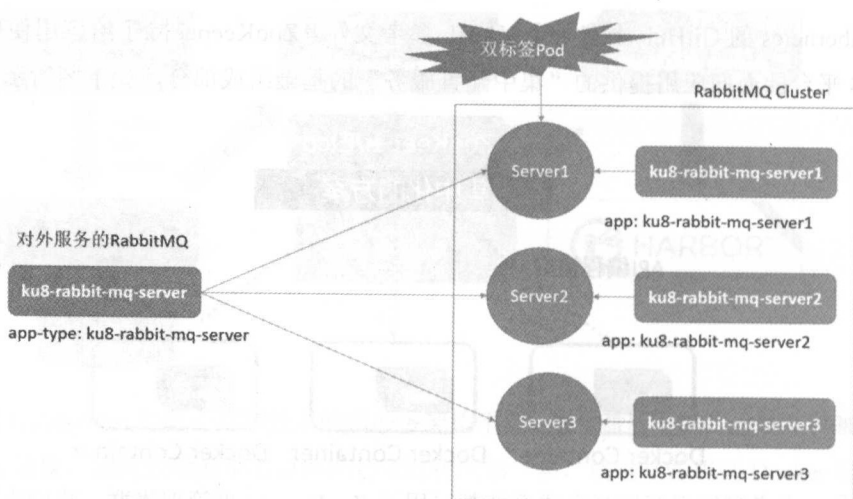 双标签Pod
RabbitMQ Cluster
Server1
ku8-rabbit-mq-server1
app: ku8-rabbit-mq-server1
对外服务的RabbitMQ
ku8-rabbit-mq-server
app-type: ku8-rabbit-mq-server
Server2
ku8-rabbit-mq-server2
app: ku8-rabbit-mq-server2
Server3
ku8-rabbit-mq-server3
app: ku8-rabbit-mq-server3